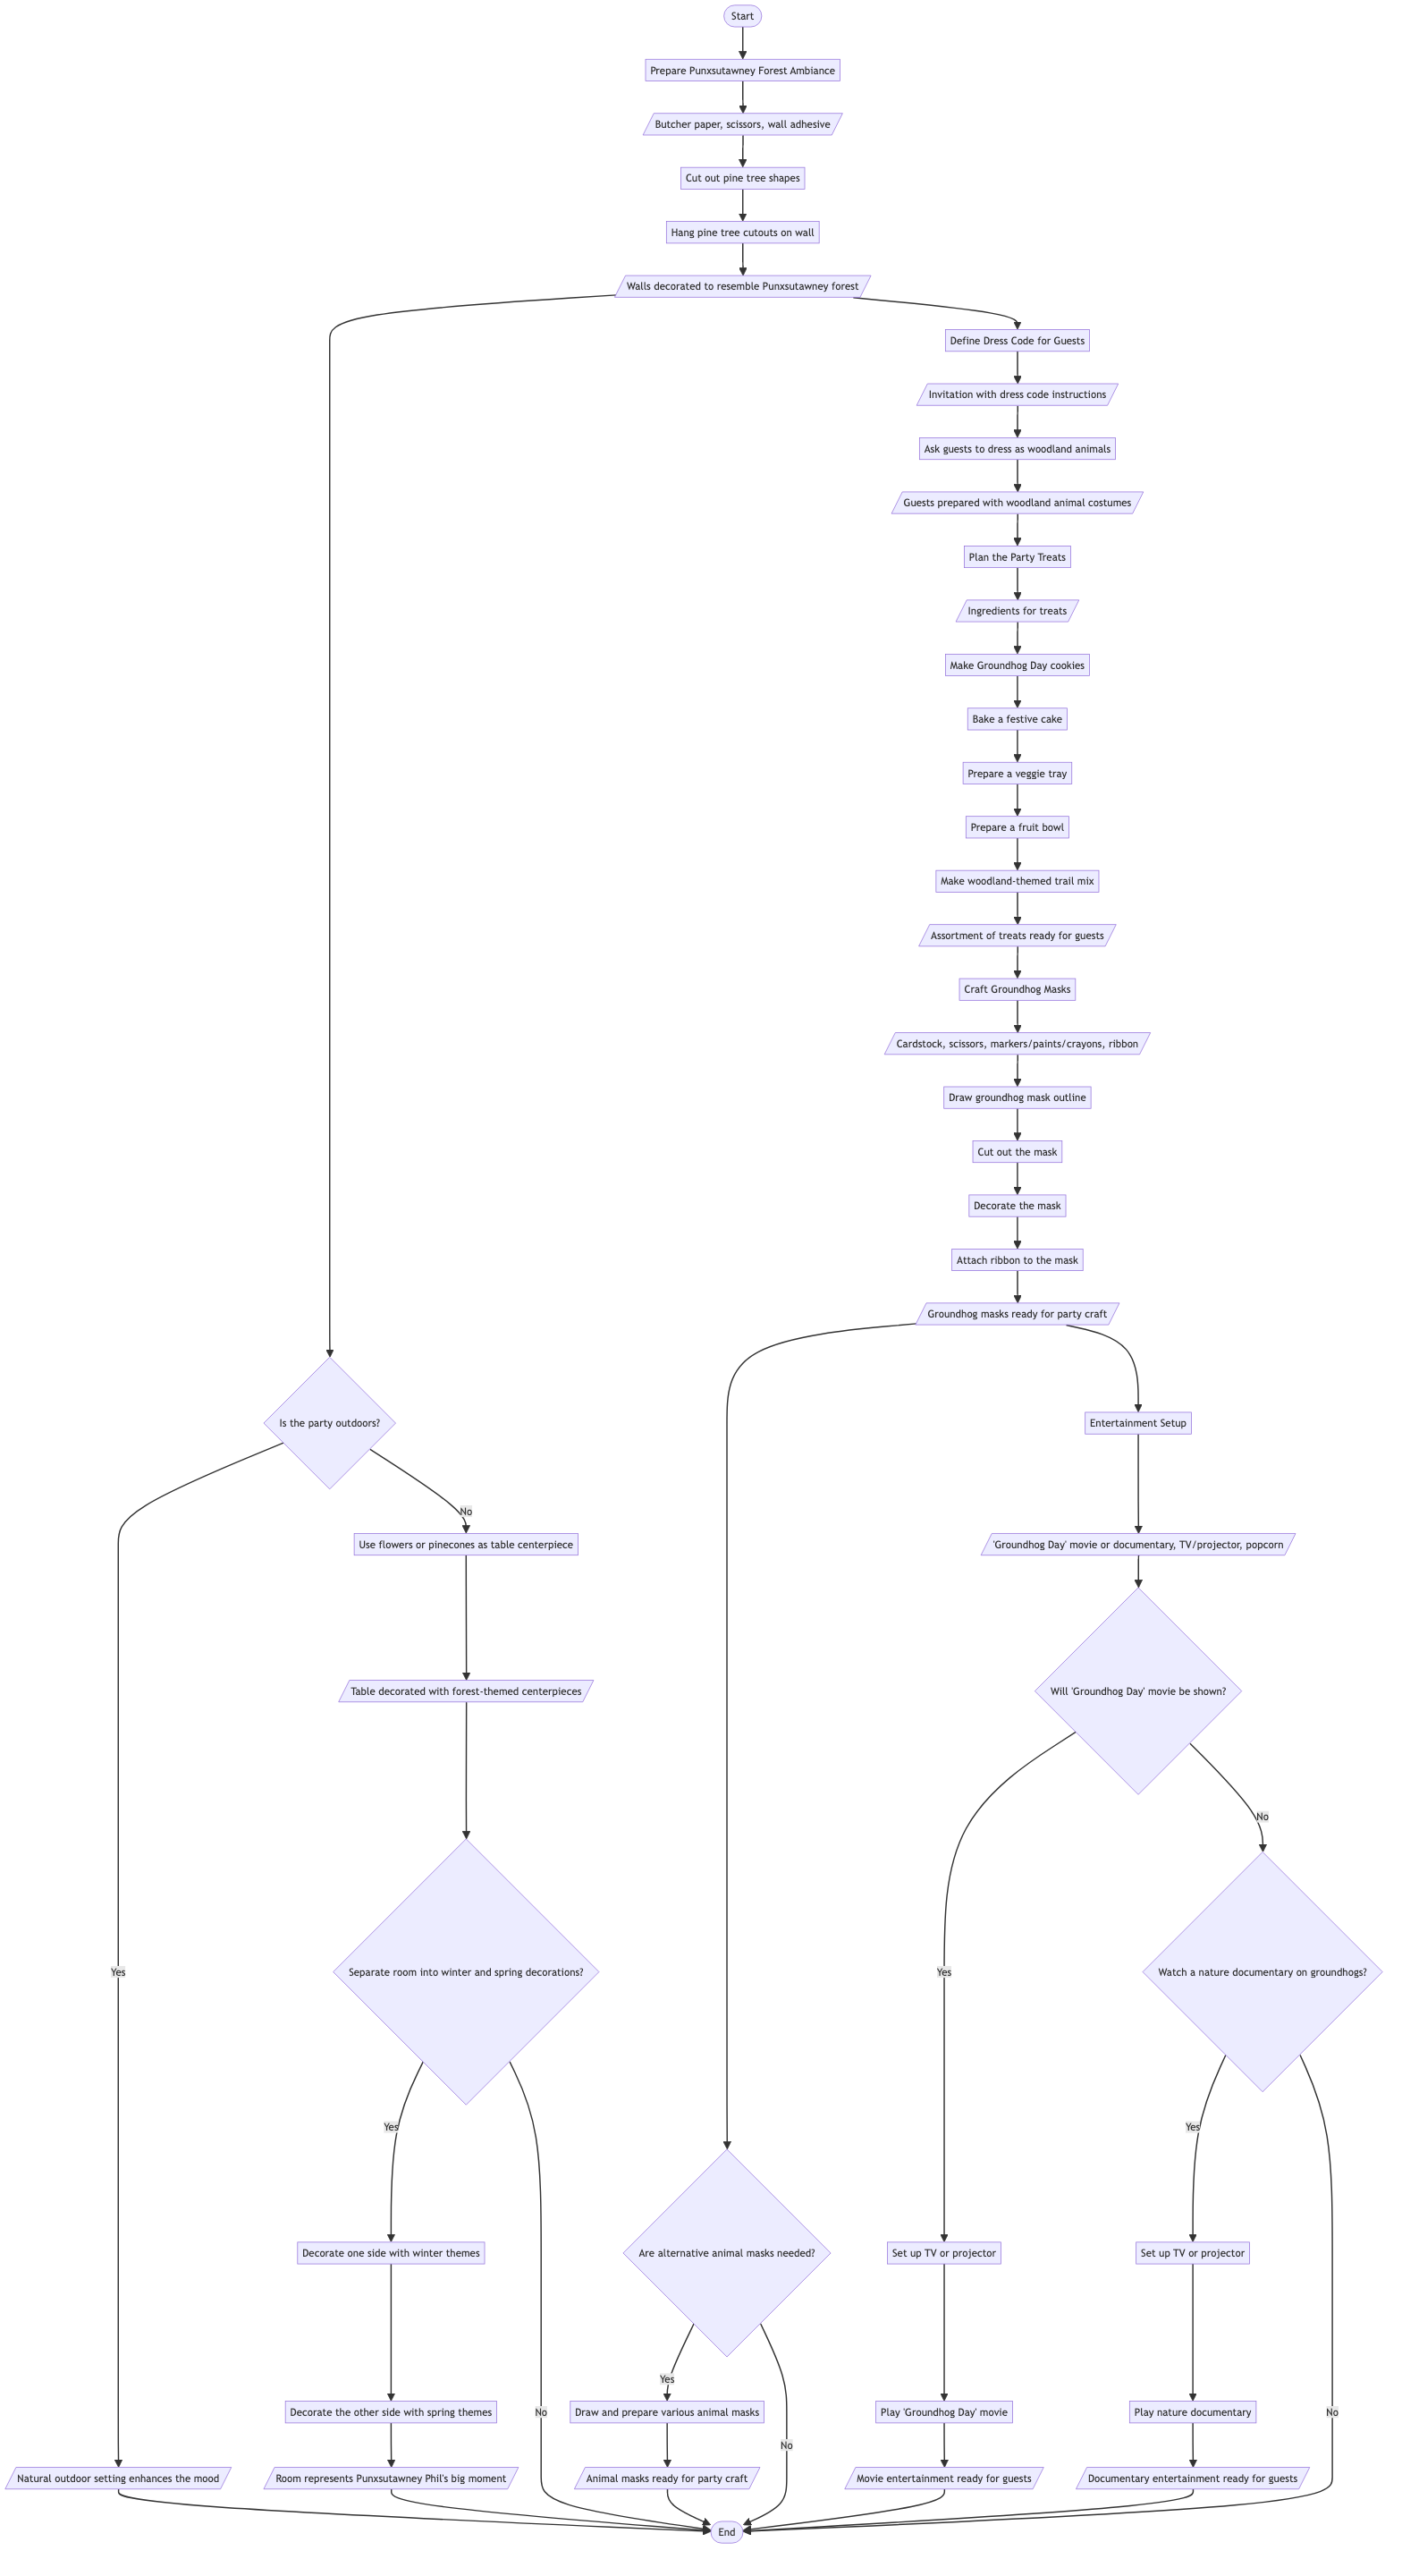 Start
Prepare Punxsutawney Forest Ambiance
Butcher paper, scissors, wall adhesive
Cut out pine tree shapes
Hang pine tree cutouts on wall
Walls decorated to resemble Punxsutawney forest
Define Dress Code for Guests
Invitation with dress code instructions
Ask guests to dress as woodland animals
Guests prepared with woodland animal costumes
Plan the Party Treats
Ingredients for treats
Make Groundhog Day cookies
Bake a festive cake
Prepare a veggie tray
Prepare a fruit bowl
Make woodland-themed trail mix
Assortment of treats ready for guests
Craft Groundhog Masks
Cardstock, scissors, markers/paints/crayons, ribbon
Draw groundhog mask outline
Cut out the mask
Decorate the mask
Attach ribbon to the mask
Groundhog masks ready for party craft
Is the party outdoors?
Entertainment Setup
No
Use flowers or pinecones as table centerpiece
'Groundhog Day' movie or documentary, TV/projector, popcorn
Table decorated with forest-themed centerpieces
Will 'Groundhog Day' movie be shown?
No
Yes
Separate room into winter and spring decorations?
Yes
Watch a nature documentary on groundhogs?
Yes
Yes
Decorate one side with winter themes
Are alternative animal masks needed?
Set up TV or projector
Set up TV or projector
Yes
Decorate the other side with spring themes
No
Draw and prepare various animal masks
Play 'Groundhog Day' movie
Play nature documentary
No
No
Natural outdoor setting enhances the mood
Room represents Punxsutawney Phil's big moment
Animal masks ready for party craft
Movie entertainment ready for guests
Documentary entertainment ready for guests
End